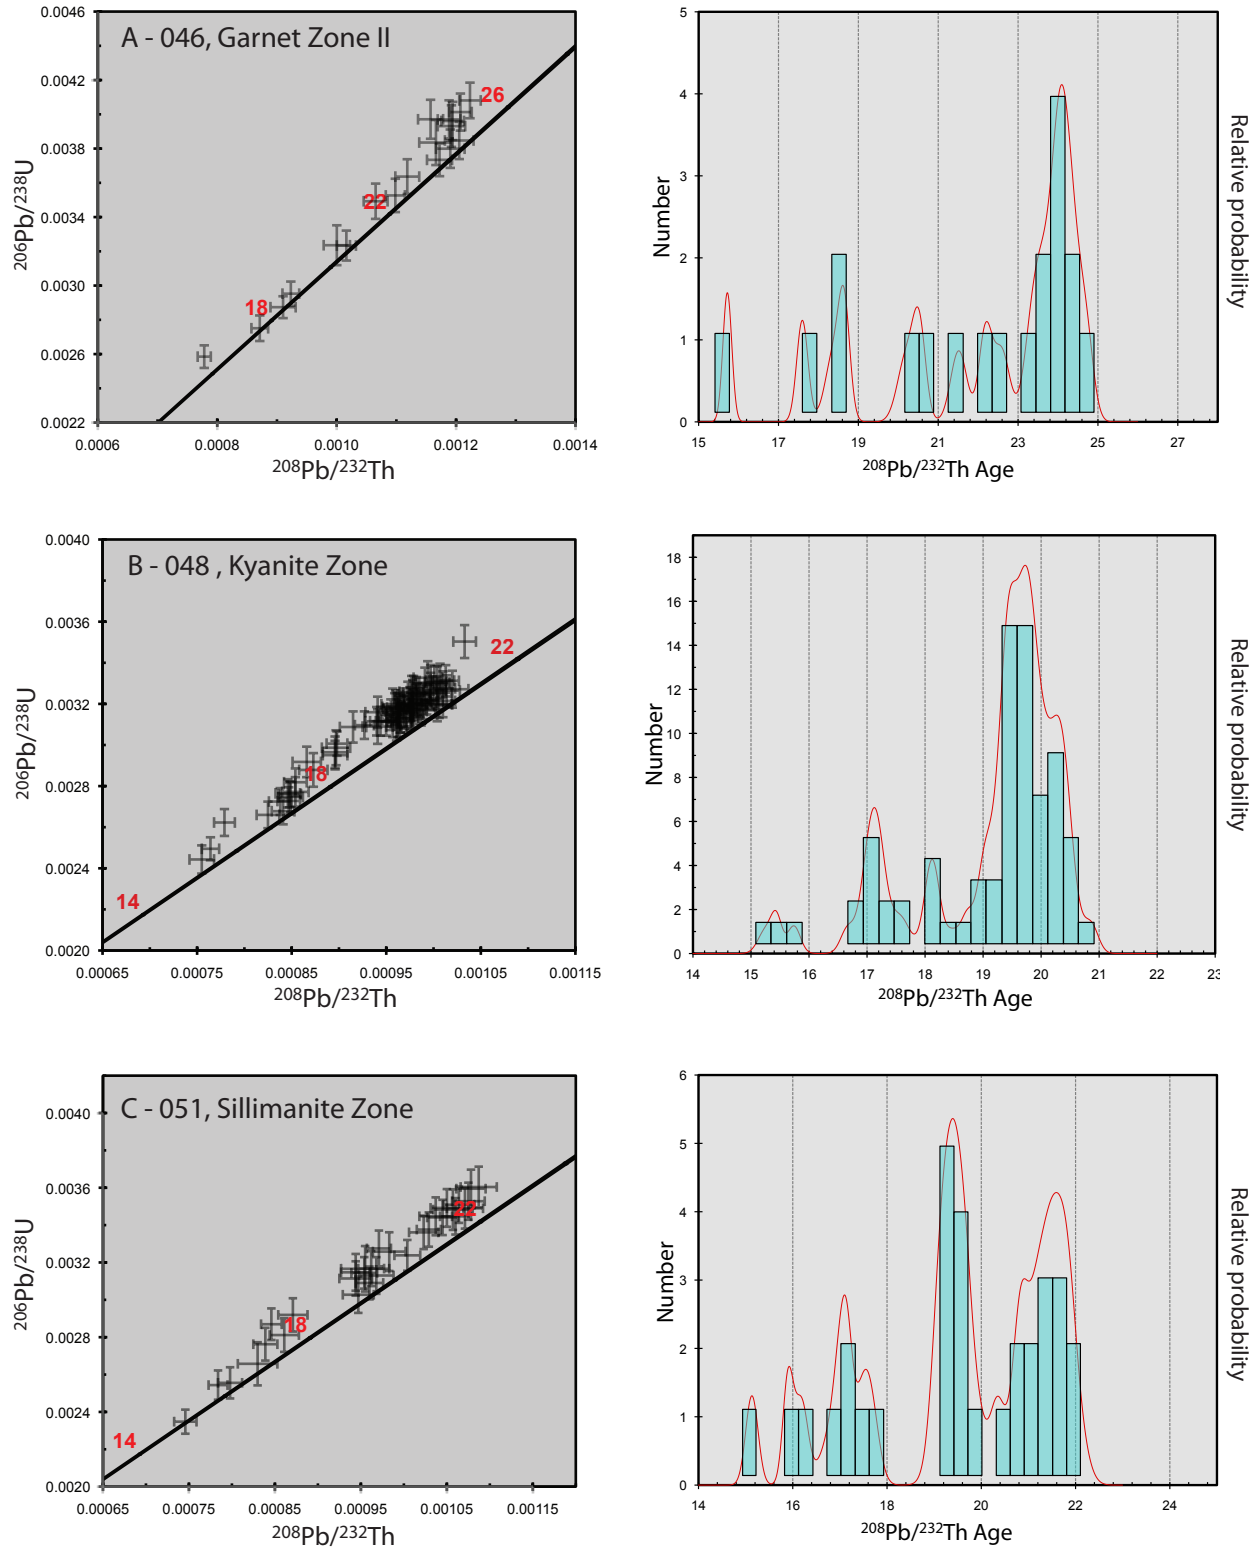 A - 046, Garnet Zone II
0.0046
0.0042
0.0038
0.0034
0.0030
0.0026
0.0022
206Pb/238U
26
22
18
0.0006 0.0008 0.0010 0.0012 0.0014
208Pb/232Th
5
4
3
2
1
0
Number
Relative probability
15 17 19 21 23 25 27
208Pb/232Th Age
B - 048 , Kyanite Zone
0.0040
0.0036
0.0032
0.0028
0.0024
0.0020
206Pb/238U
22
18
14
0.00065 0.00075 0.00085 0.00095 0.00105 0.00115
208Pb/232Th
18
16
14
12
10
8
6
4
2
0
Number
Relative probability
14 15 16 17 18 19 20 21 22 23
208Pb/232Th Age
C - 051, Sillimanite Zone
0.0040
0.0036
0.0032
0.0028
0.0024
0.0020
206Pb/238U
22
18
14
0.00065 0.00075 0.00085 0.00095 0.00105 0.00115
208Pb/232Th
6
5
4
3
2
1
0
Number
Relative probability
14 16 18 20 22 24
208Pb/232Th Age